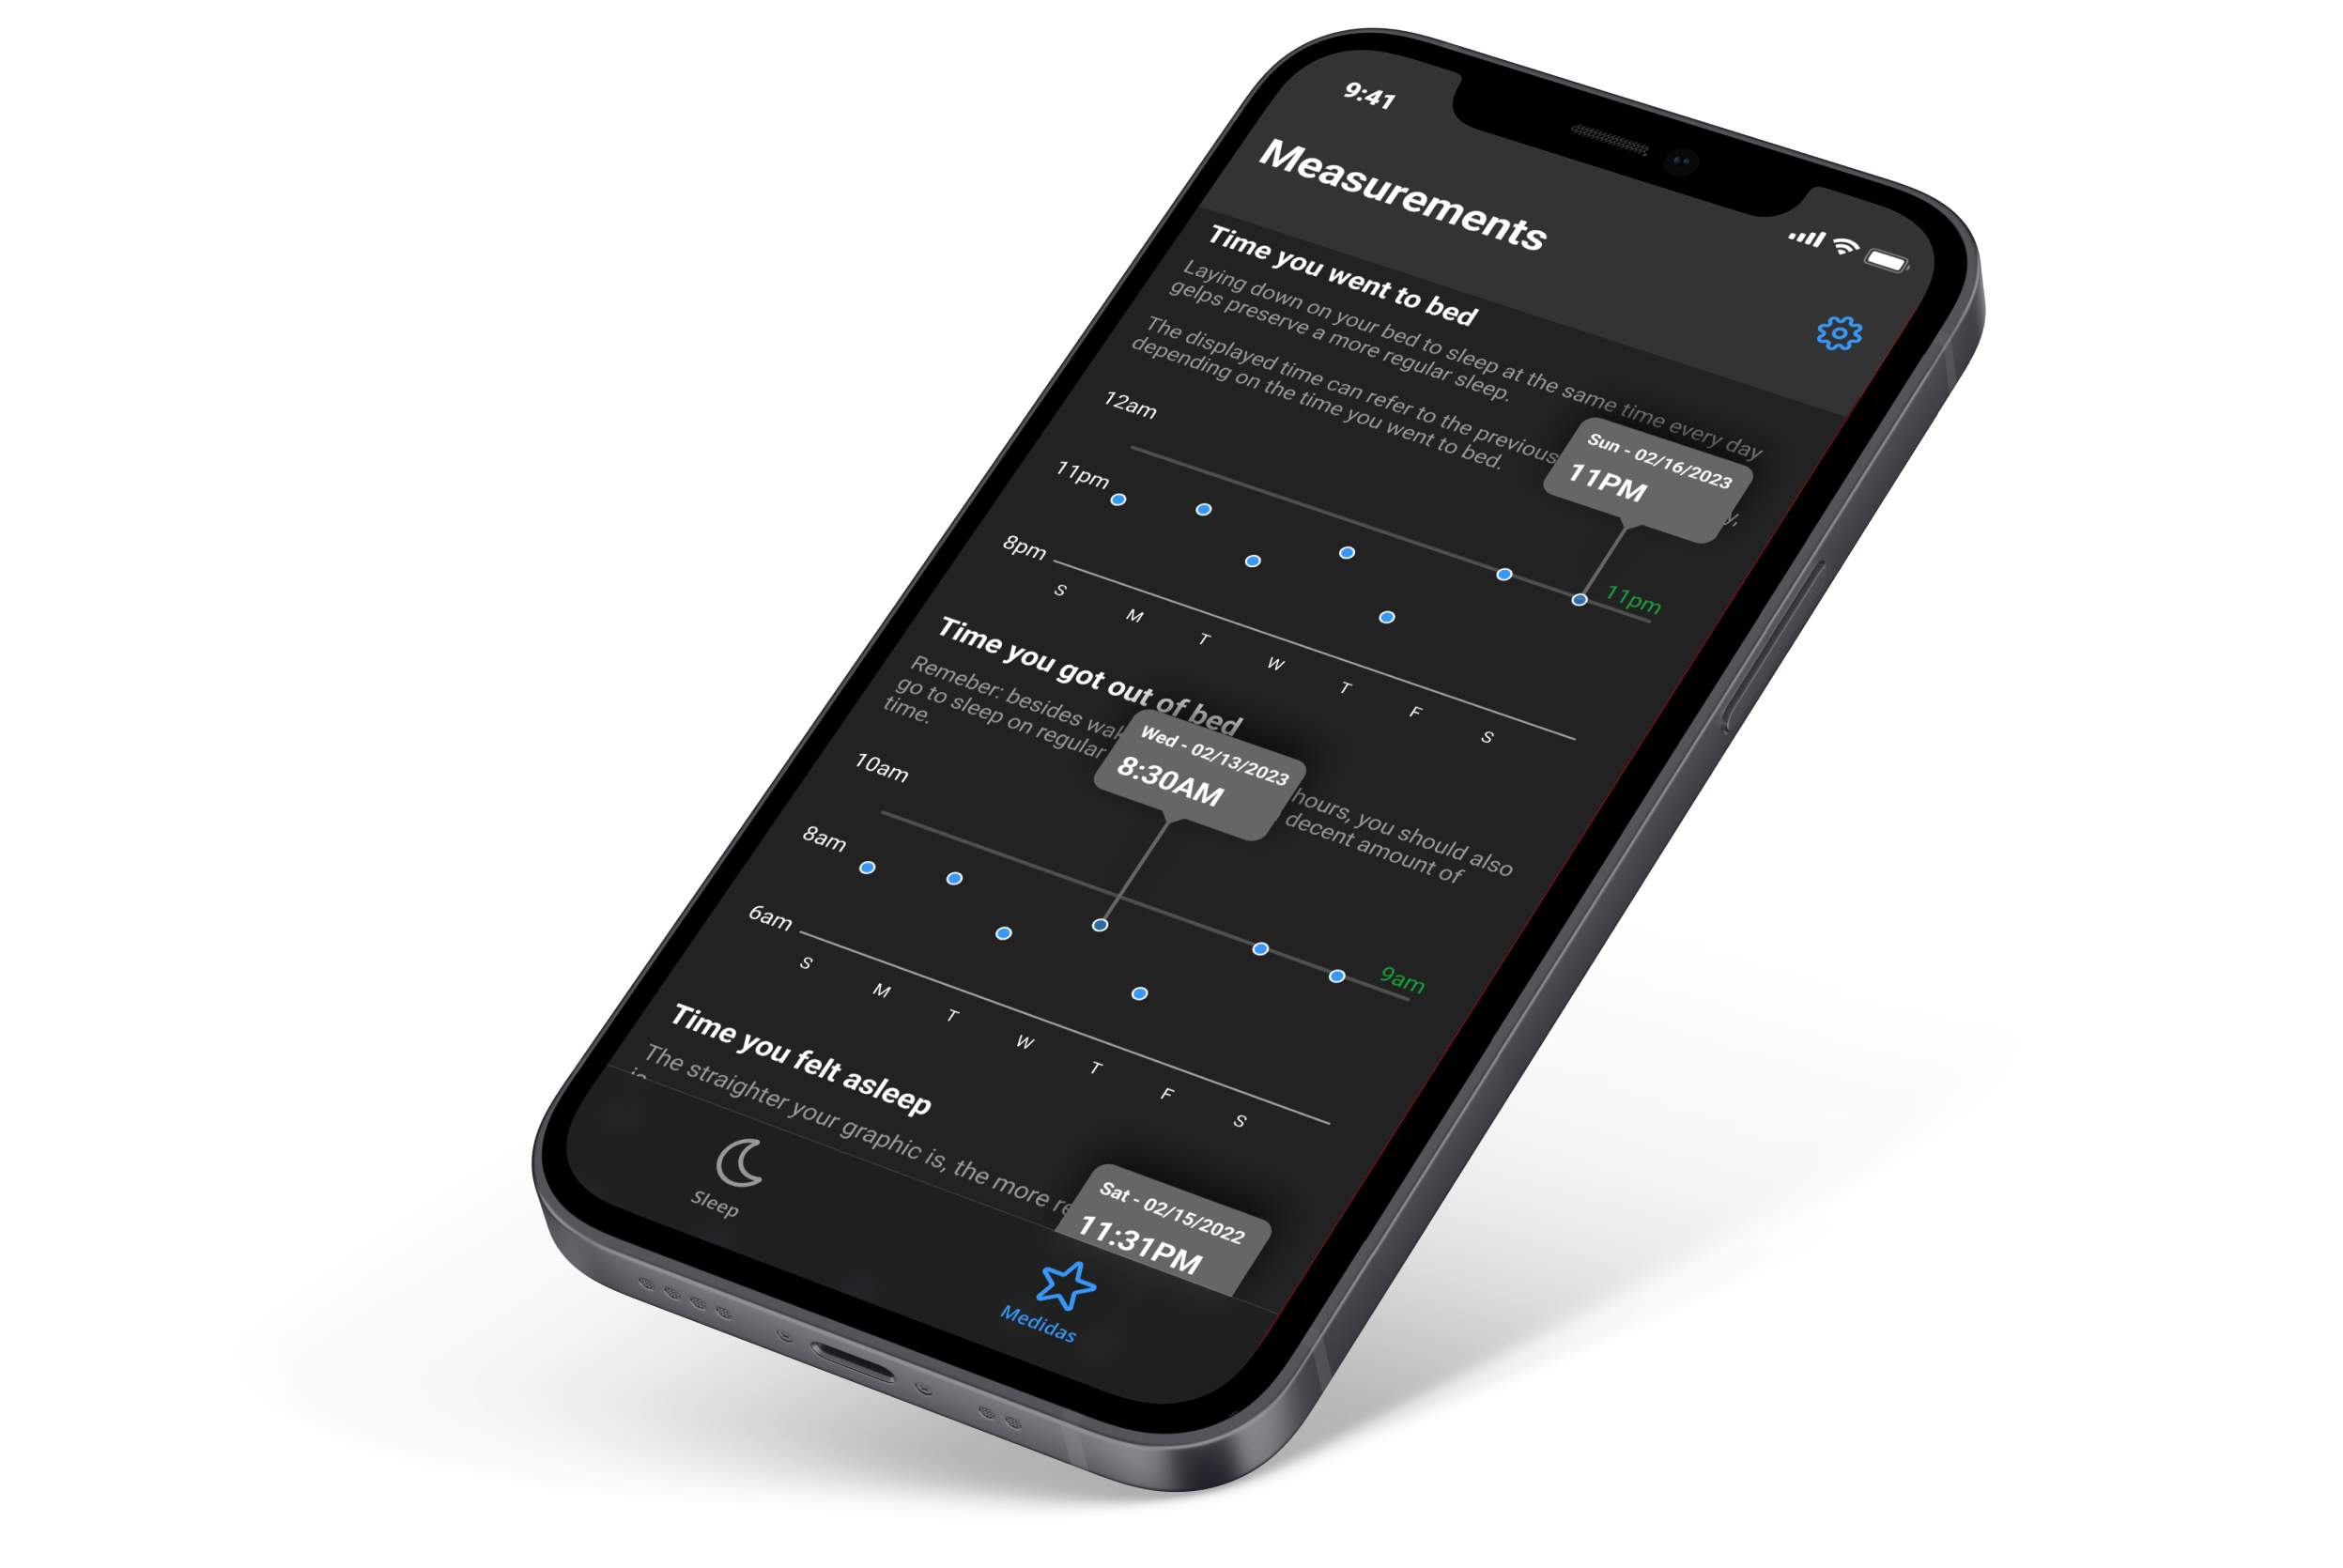 9:41
Measurements
Time you went to bed
Laying down on your bed to sleep at the same time every day
gelps preserve a more regular sleep.
The displayed time can refer to the previous
y,
depending on the time you went to bed.
Sun - 02/16/2023
11PM
12am
11pm
8pm
11pm
S M T W T F S
Time you got out of bed
Remeber: besides hours, you should also
go to sleep on regular decent amount of
time.
Wed - 02/13/2023
8:30AM
10am
8am
6am
9am
S M T W T F S
Time you felt asleep
The straighter your graphic is, the more
Sat - 02/15/2022
11:31PM
Sleep
Medidas